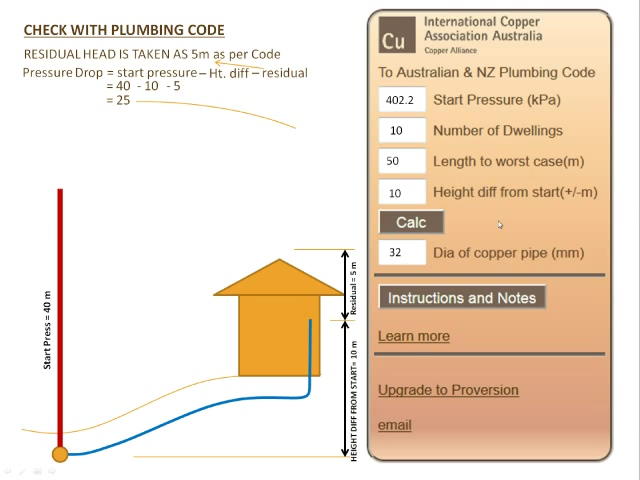 CHECK WITH PLUMBING CODE
RESIDUAL HEAD IS TAKEN AS 5m as per Code
Pressure Drop = start pressure – Ht. diff – residual
= 40 - 10 - 5
= 25
Start Press = 40 m
Residual = 5 m
HEIGHT DIFF FROM START= 10 m
Cu
International Copper
Association Australia
Copper Alliance
To Australian & NZ Plumbing Code
402.2 Start Pressure (kPa)
10 Number of Dwellings
50 Length to worst case(m)
10 Height diff from start(+/-m)
Calc
32 Dia of copper pipe (mm)
Instructions and Notes
Learn more
Upgrade to Proversion
email